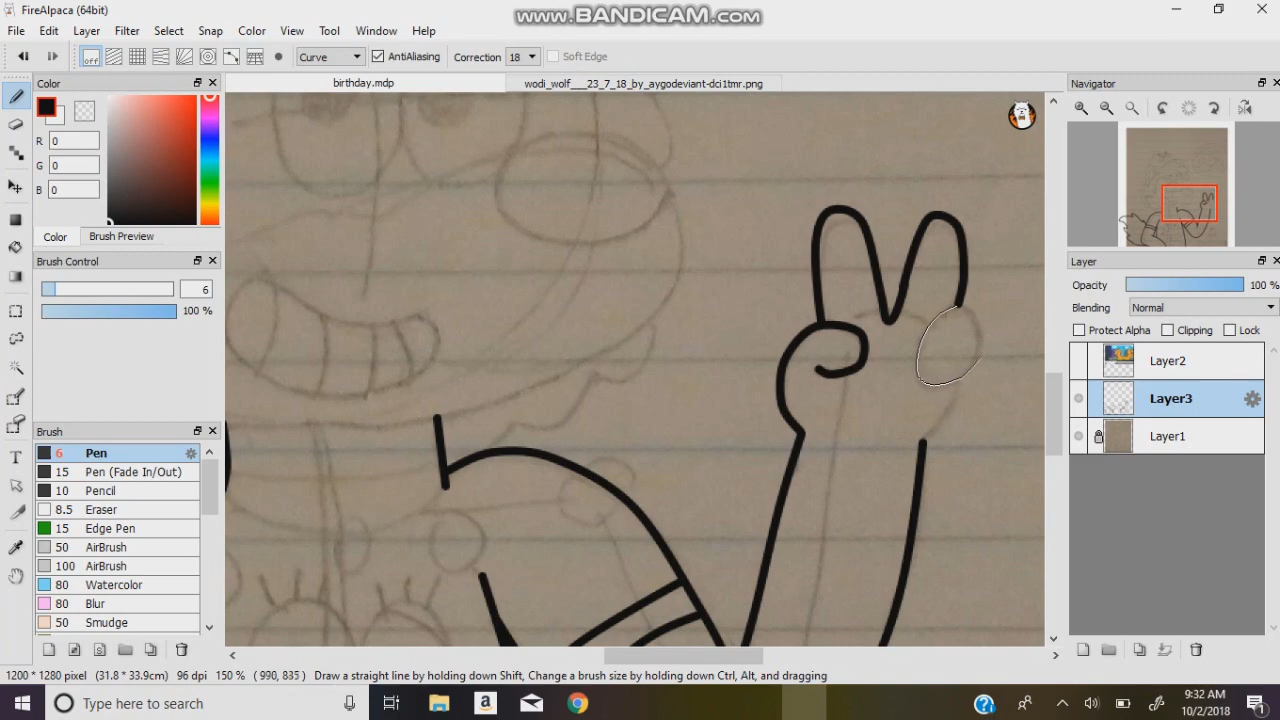 FireAlpaca (64bit)
www.BANDICAM.com
File Edit Layer Filter Select Snap Color View Tool Window Help
off Curve AntiAliasing Correction 18 Soft Edge
Color birthday.mdp wodi_wolf___23_7_18_by_aygodeviant-dci1tmr.png Navigator
R 0
G 0
B 0
Color Brush Preview
Brush Control
6
100 %
Layer
Opacity 100 %
Blending Normal
Protect Alpha Clipping Lock
Layer2
Layer3
Layer1
Brush
6 Pen
15 Pen (Fade In/Out)
10 Pencil
8.5 Eraser
15 Edge Pen
50 AirBrush
100 AirBrush
80 Watercolor
80 Blur
50 Smudge
1200 * 1280 pixel (31.8 * 33.9cm) 96 dpi 150 % ( 990, 835 ) Draw a straight line by holding down Shift, Change a brush size by holding down Ctrl, Alt, and dragging
Type here to search
9:32 AM
10/2/2018